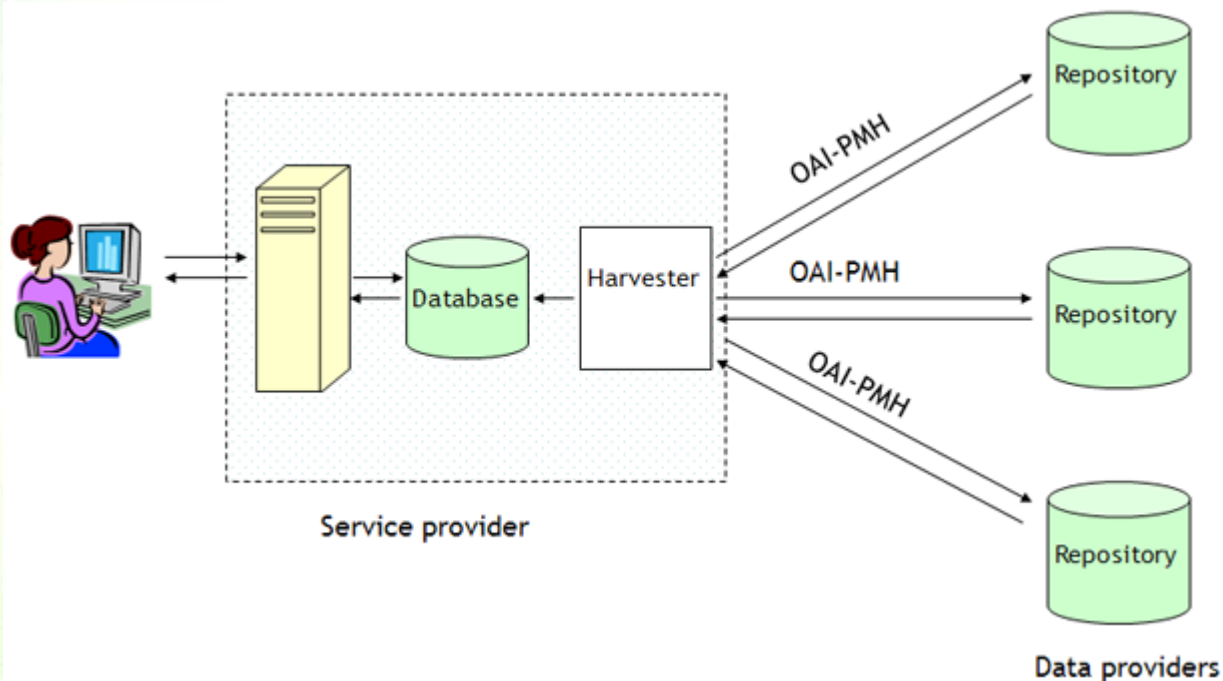 Repository
OAI-PMH
OAI-PMH
Harvester
Database
Repository
OAI-PMH
Service provider
Repository
Data providers